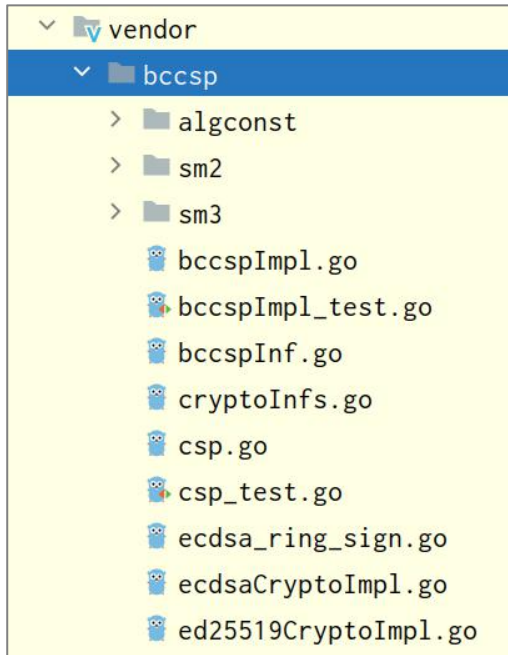 vendor
bccsp
algconst
sm2
sm3
bccspImpl.go
bccspImpl_test.go
bccspInf.go
cryptoInfs.go
csp.go
csp_test.go
ecdsa_ring_sign.go
ecdsaCryptoImpl.go
ed25519CryptoImpl.go